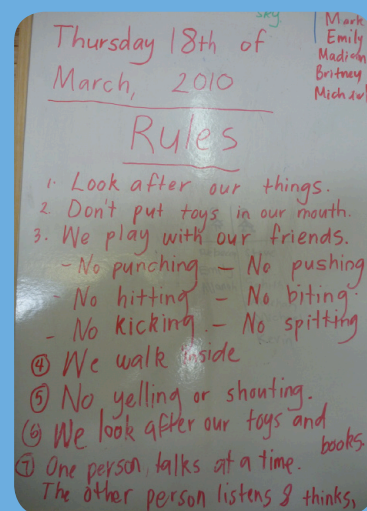 sky.
Mark
Emily
Madison
Britney
Michael
Thursday 18th of
March, 2010
Rules
1. Look after our things.
2. Don't put toys in our mouth.
3. We play with our friends.
- No punching - No pushing
- No hitting - No biting.
- No kicking. - No spitting
④ We walk inside
⑤ No yelling or shouting.
⑥ We look after our toys and
books.
⑦ One person talks at a time.
The other person listens & thinks,